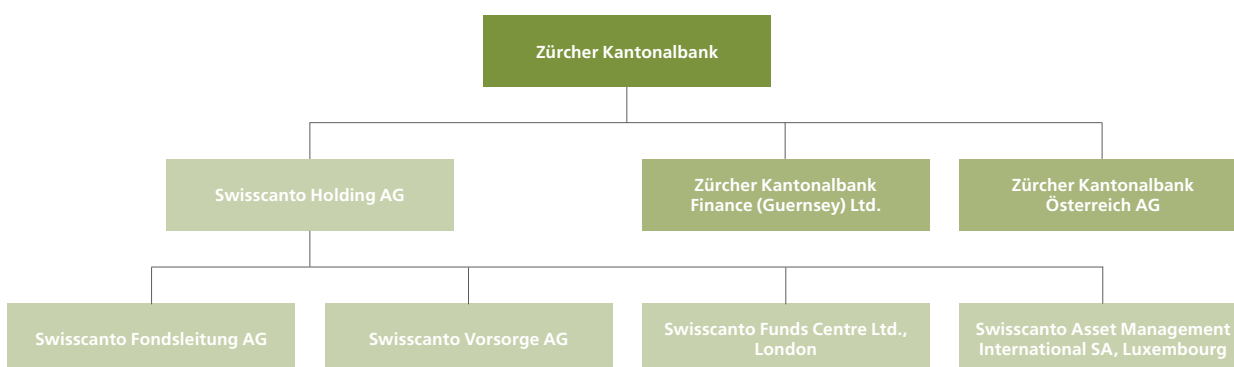 Zürcher Kantonalbank
Swisscanto Holding AG
Zürcher Kantonalbank
Finance (Guernsey) Ltd.
Zürcher Kantonalbank
Österreich AG
Swisscanto Fondsleitung AG
Swisscanto Vorsorge AG
Swisscanto Funds Centre Ltd.,
London
Swisscanto Asset Management
International SA, Luxembourg